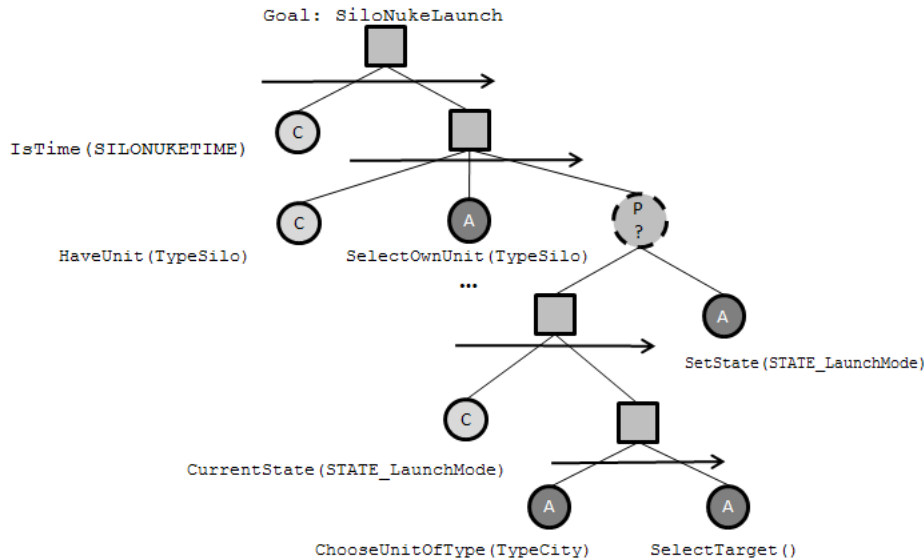 Goal: SiloNukeLaunch
C
IsTime(SILONUKETIME)
C
A
P
?
HaveUnit(TypeSilo)
SelectOwnUnit(TypeSilo)
...
A
SetState(STATE_LaunchMode)
C
CurrentState(STATE_LaunchMode)
A
A
ChooseUnitOfType(TypeCity)
SelectTarget()